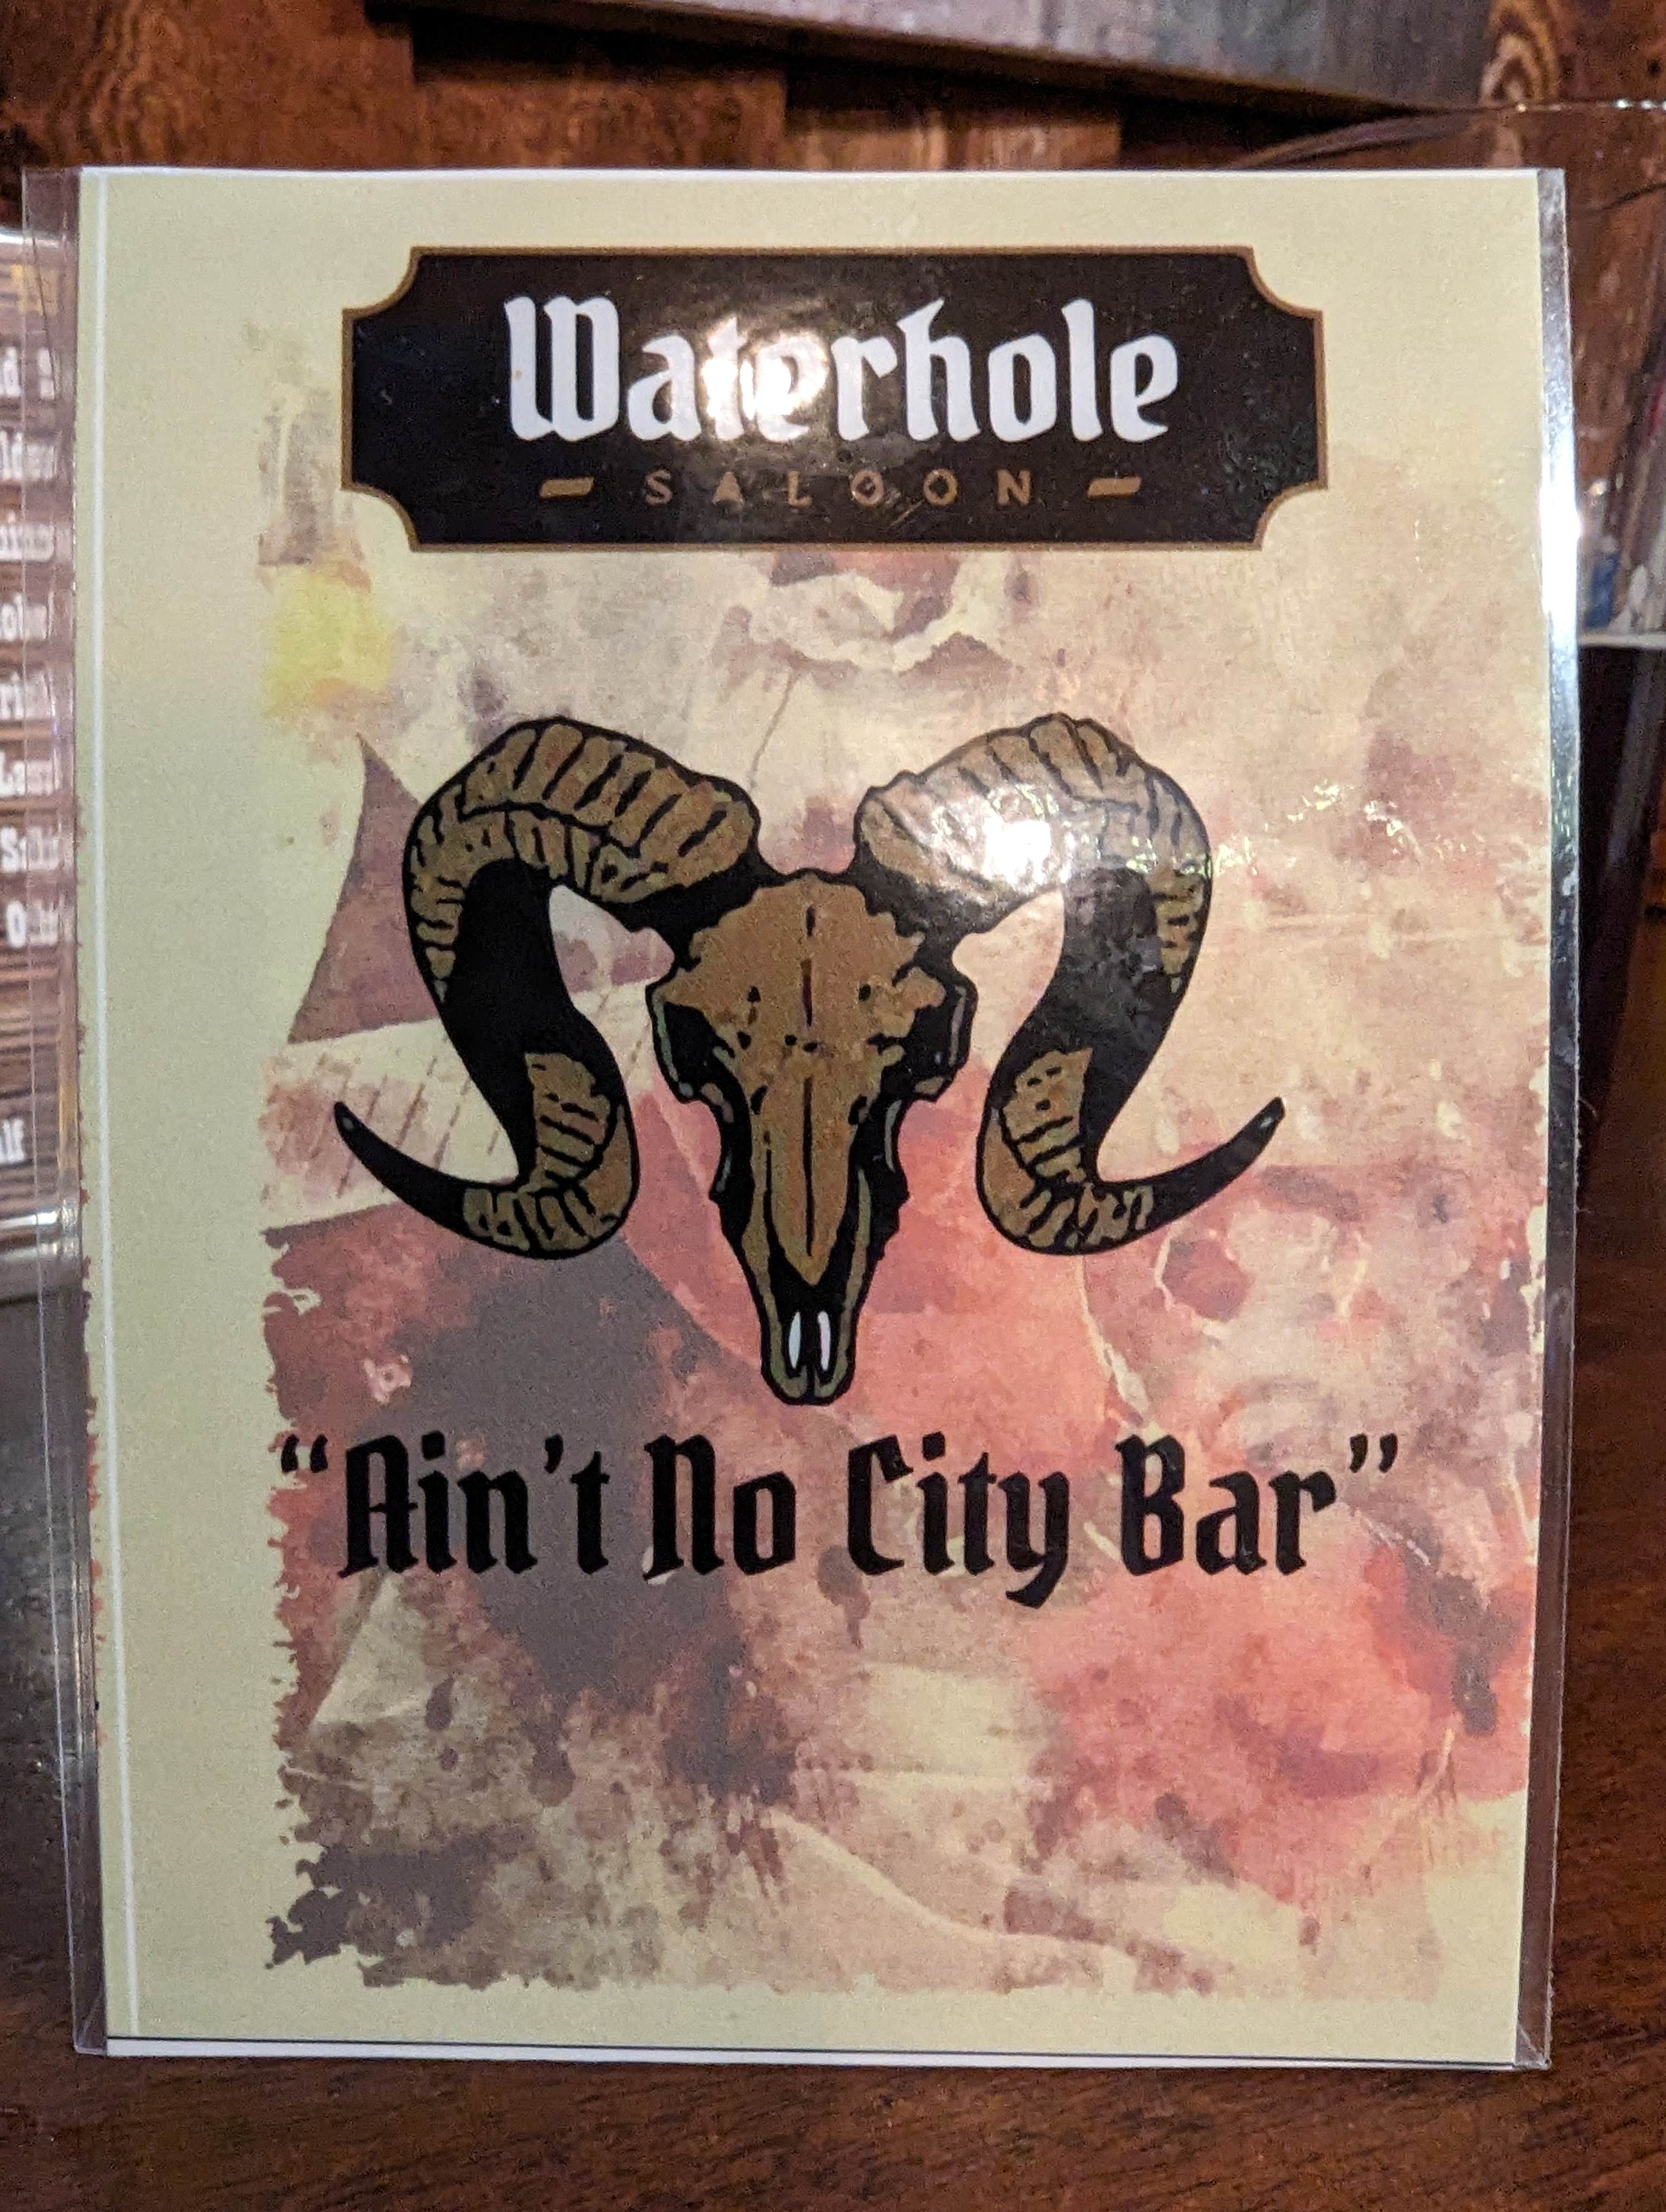 Waterhole
SALOON
“Ain't No City Bar”